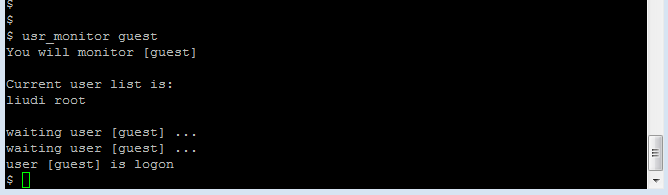 $
$
$ usr_monitor guest
You will monitor [guest]
Current user list is:
liudi root
waiting user [guest] ...
waiting user [guest] ...
user [guest] is logon
$